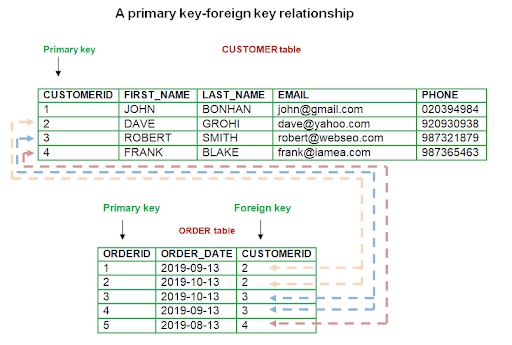 A primary key-foreign key relationship
Primary key CUSTOMER table
CUSTOMERID FIRST_NAME LAST_NAME EMAIL PHONE
1 JOHN BONHAN john@gmail.com 020394984
2 DAVE GROHI dave@yahoo.com 920930938
3 ROBERT SMITH robert@webseo.com 987321879
4 FRANK BLAKE frank@iamea.com 987365463
Primary key Foreign key
ORDER table
ORDERID ORDER_DATE CUSTOMERID
1 2019-09-13 2
2 2019-10-13 2
3 2019-10-13 3
4 2019-09-13 3
5 2019-08-13 4